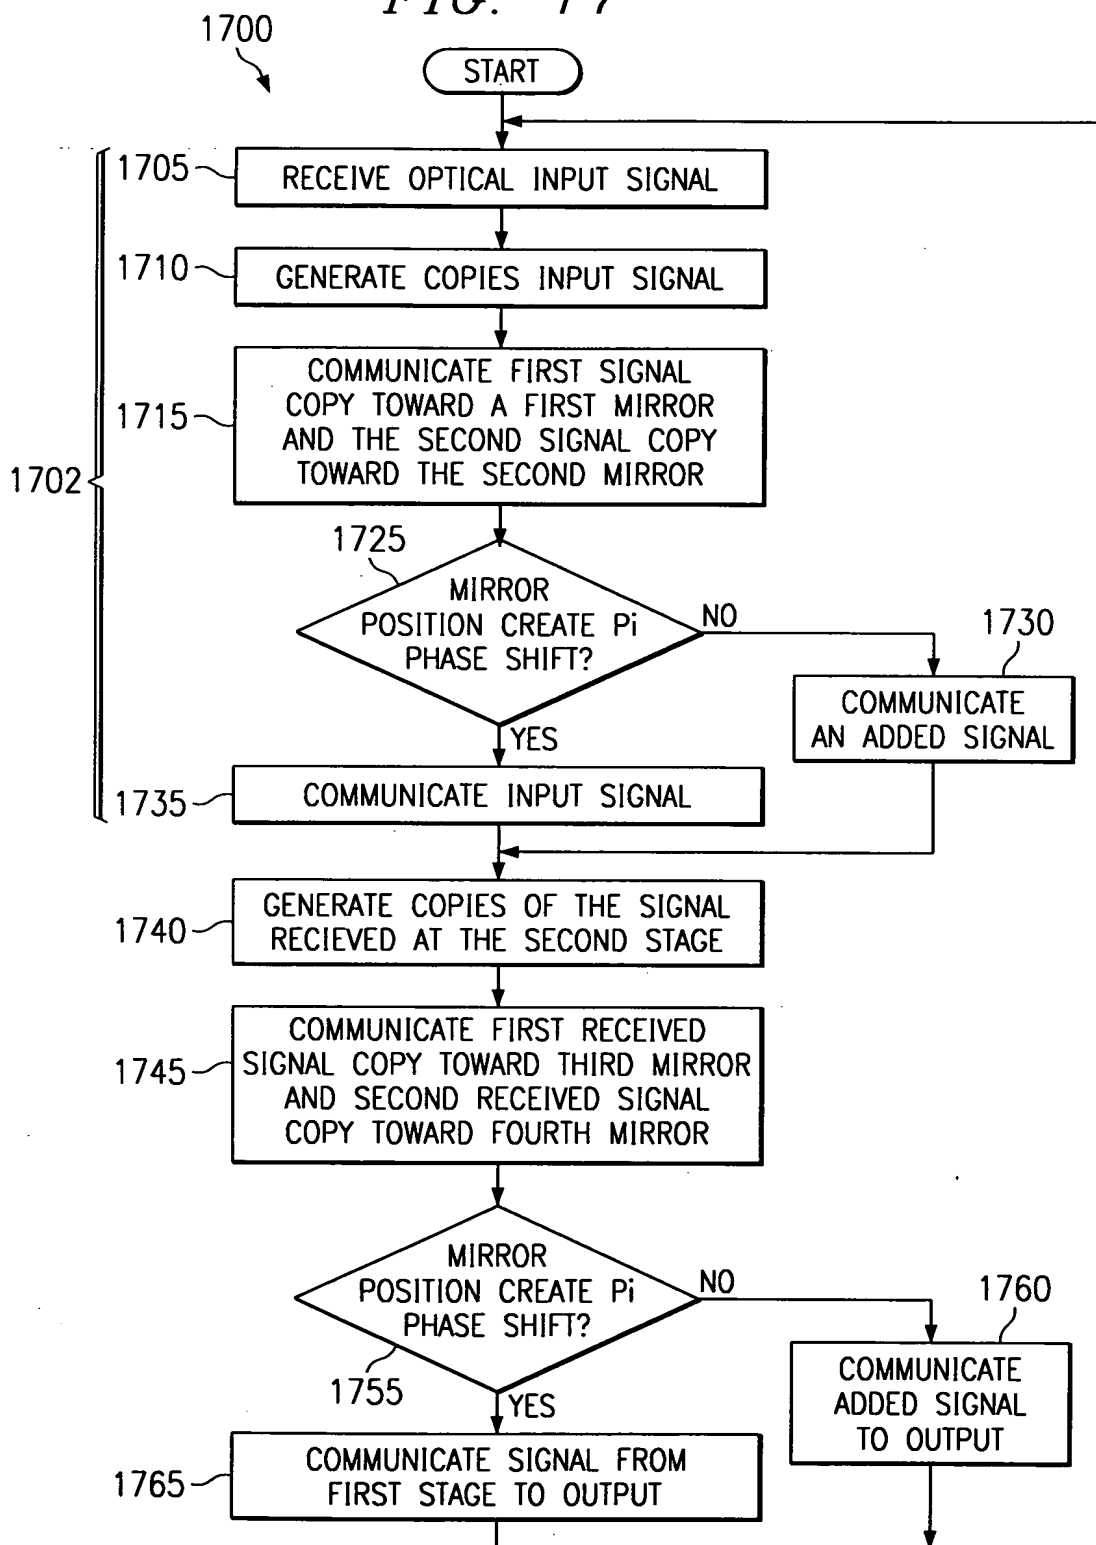 FIG. 17
1700
START
1705
RECEIVE OPTICAL INPUT SIGNAL
1710
GENERATE COPIES INPUT SIGNAL
1715
COMMUNICATE FIRST SIGNAL
COPY TOWARD A FIRST MIRROR
AND THE SECOND SIGNAL COPY
TOWARD THE SECOND MIRROR
1702
1725
MIRROR
POSITION CREATE Pi
PHASE SHIFT?
NO
1730
COMMUNICATE
AN ADDED SIGNAL
YES
1735
COMMUNICATE INPUT SIGNAL
1740
GENERATE COPIES OF THE SIGNAL
RECIEVED AT THE SECOND STAGE
1745
COMMUNICATE FIRST RECEIVED
SIGNAL COPY TOWARD THIRD MIRROR
AND SECOND RECEIVED SIGNAL
COPY TOWARD FOURTH MIRROR
MIRROR
POSITION CREATE Pi
PHASE SHIFT?
1755
NO
1760
COMMUNICATE
ADDED SIGNAL
TO OUTPUT
YES
1765
COMMUNICATE SIGNAL FROM
FIRST STAGE TO OUTPUT